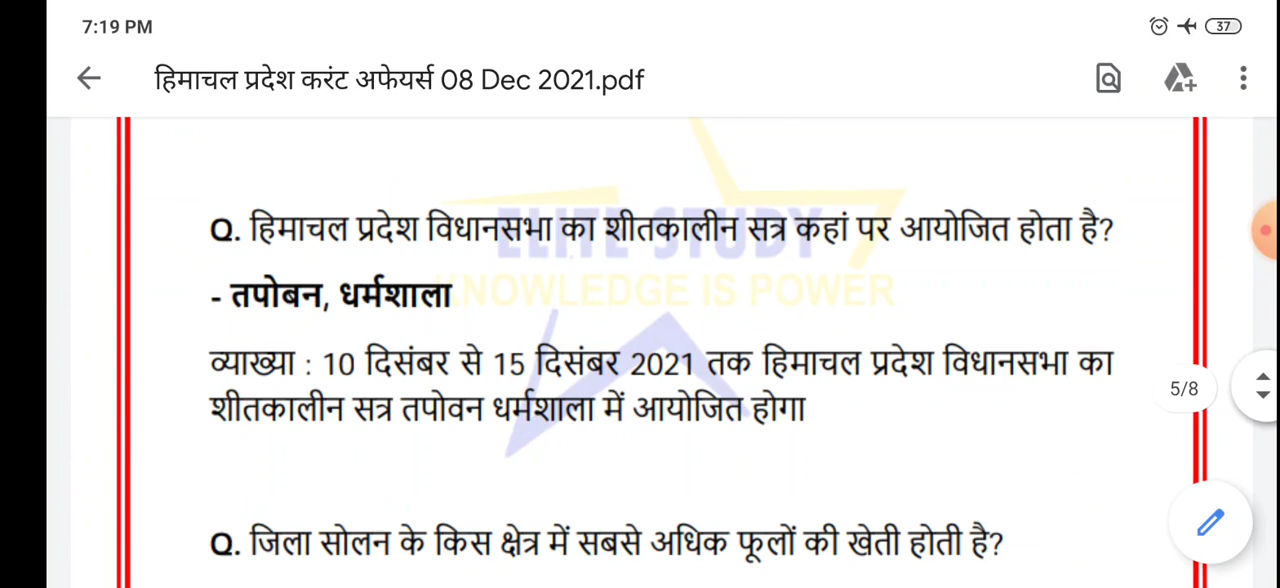 7:19 PM
37
हिमाचल प्रदेश करंट अफेयर्स 08 Dec 2021.pdf
ELITE STUDY
KNOWLEDGE IS POWER
Q. हिमाचल प्रदेश विधानसभा का शीतकालीन सत्र कहां पर आयोजित होता है?
- तपोबन, धर्मशाला
व्याख्या : 10 दिसंबर से 15 दिसंबर 2021 तक हिमाचल प्रदेश विधानसभा का
शीतकालीन सत्र तपोवन धर्मशाला में आयोजित होगा
5/8
Q. जिला सोलन के किस क्षेत्र में सबसे अधिक फूलों की खेती होती है?